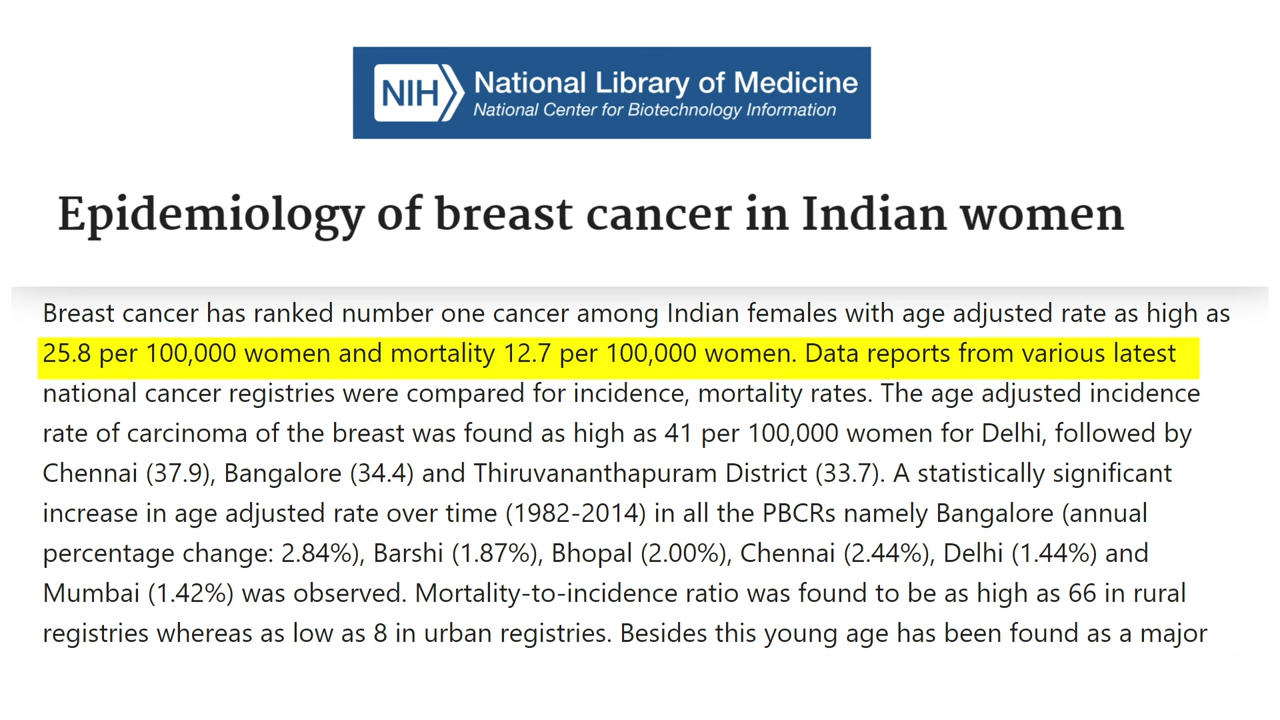 NIH National Library of Medicine
National Center for Biotechnology Information
Epidemiology of breast cancer in Indian women
Breast cancer has ranked number one cancer among Indian females with age adjusted rate as high as
25.8 per 100,000 women and mortality 12.7 per 100,000 women. Data reports from various latest
national cancer registries were compared for incidence, mortality rates. The age adjusted incidence
rate of carcinoma of the breast was found as high as 41 per 100,000 women for Delhi, followed by
Chennai (37.9), Bangalore (34.4) and Thiruvananthapuram District (33.7). A statistically significant
increase in age adjusted rate over time (1982-2014) in all the PBCRs namely Bangalore (annual
percentage change: 2.84%), Barshi (1.87%), Bhopal (2.00%), Chennai (2.44%), Delhi (1.44%) and
Mumbai (1.42%) was observed. Mortality-to-incidence ratio was found to be as high as 66 in rural
registries whereas as low as 8 in urban registries. Besides this young age has been found as a major